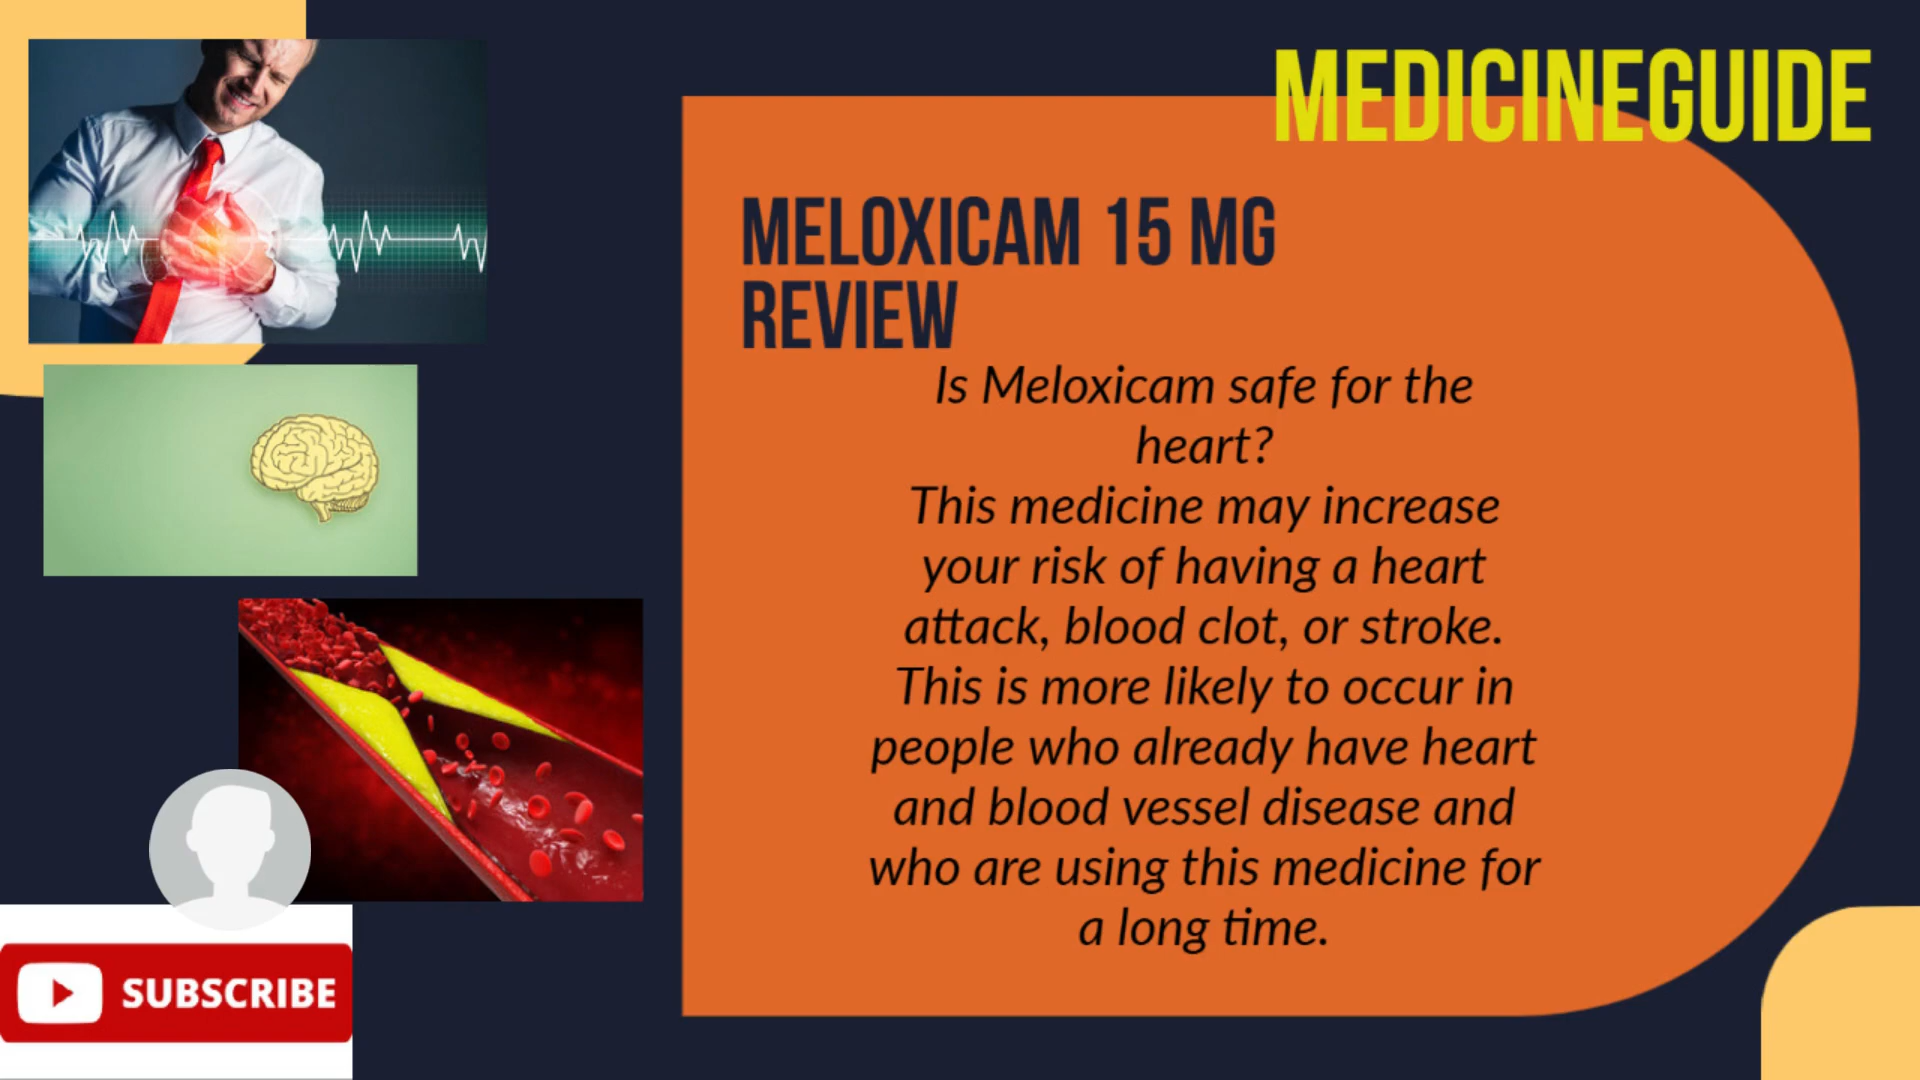 MEDICINEGUIDE
MELOXICAM 15 MG
REVIEW
Is Meloxicam safe for the
heart?
This medicine may increase
your risk of having a heart
attack, blood clot, or stroke.
This is more likely to occur in
people who already have heart
and blood vessel disease and
who are using this medicine for
a long time.
SUBSCRIBE